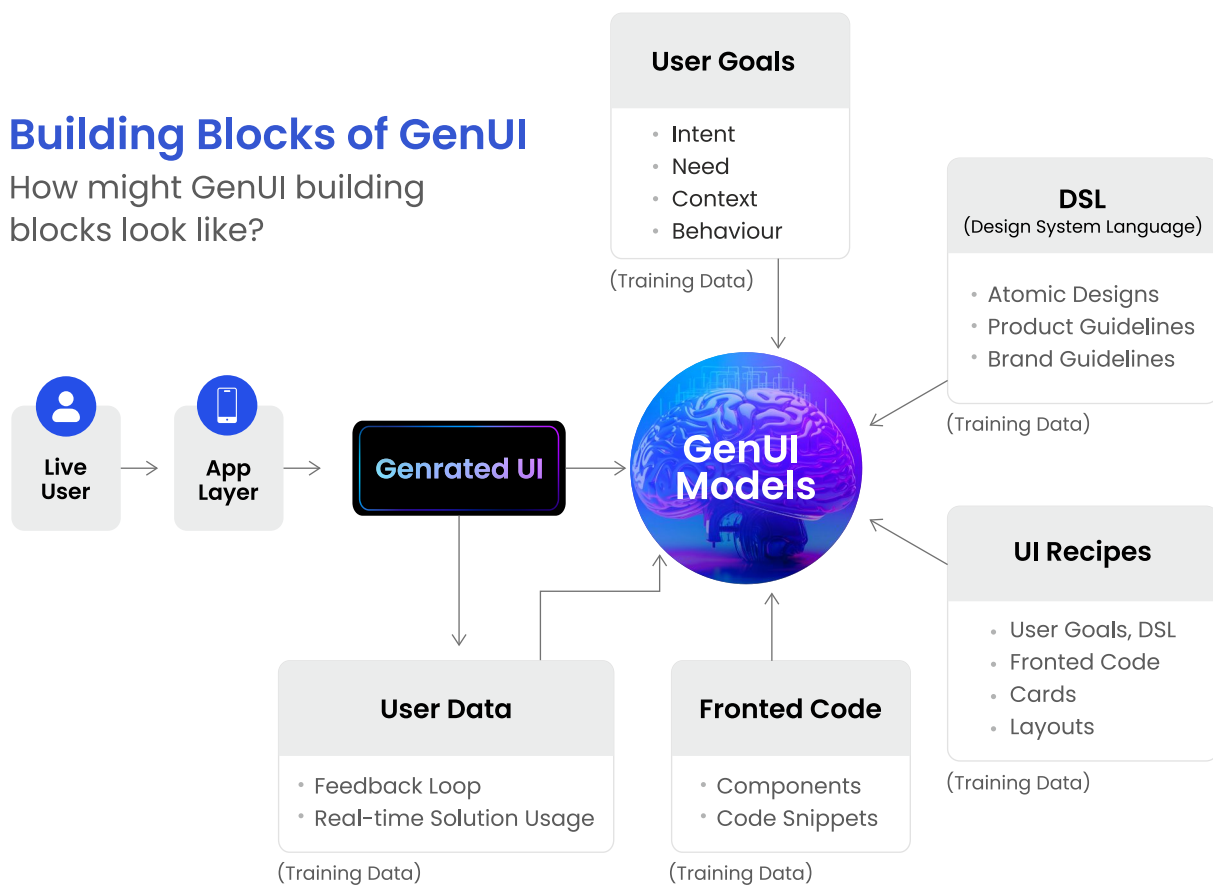 Building Blocks of GenUI
How might GenUI building
blocks look like?
User Goals
Intent
Need
Context
Behaviour
(Training Data)
DSL
(Design System Language)
Atomic Designs
Product Guidelines
Brand Guidelines
(Training Data)
Live
User
App
Layer
Genrated UI
GenUI
Models
UI Recipes
User Goals, DSL
Fronted Code
Cards
Layouts
(Training Data)
User Data
Feedback Loop
Real-time Solution Usage
(Training Data)
Fronted Code
Components
Code Snippets
(Training Data)